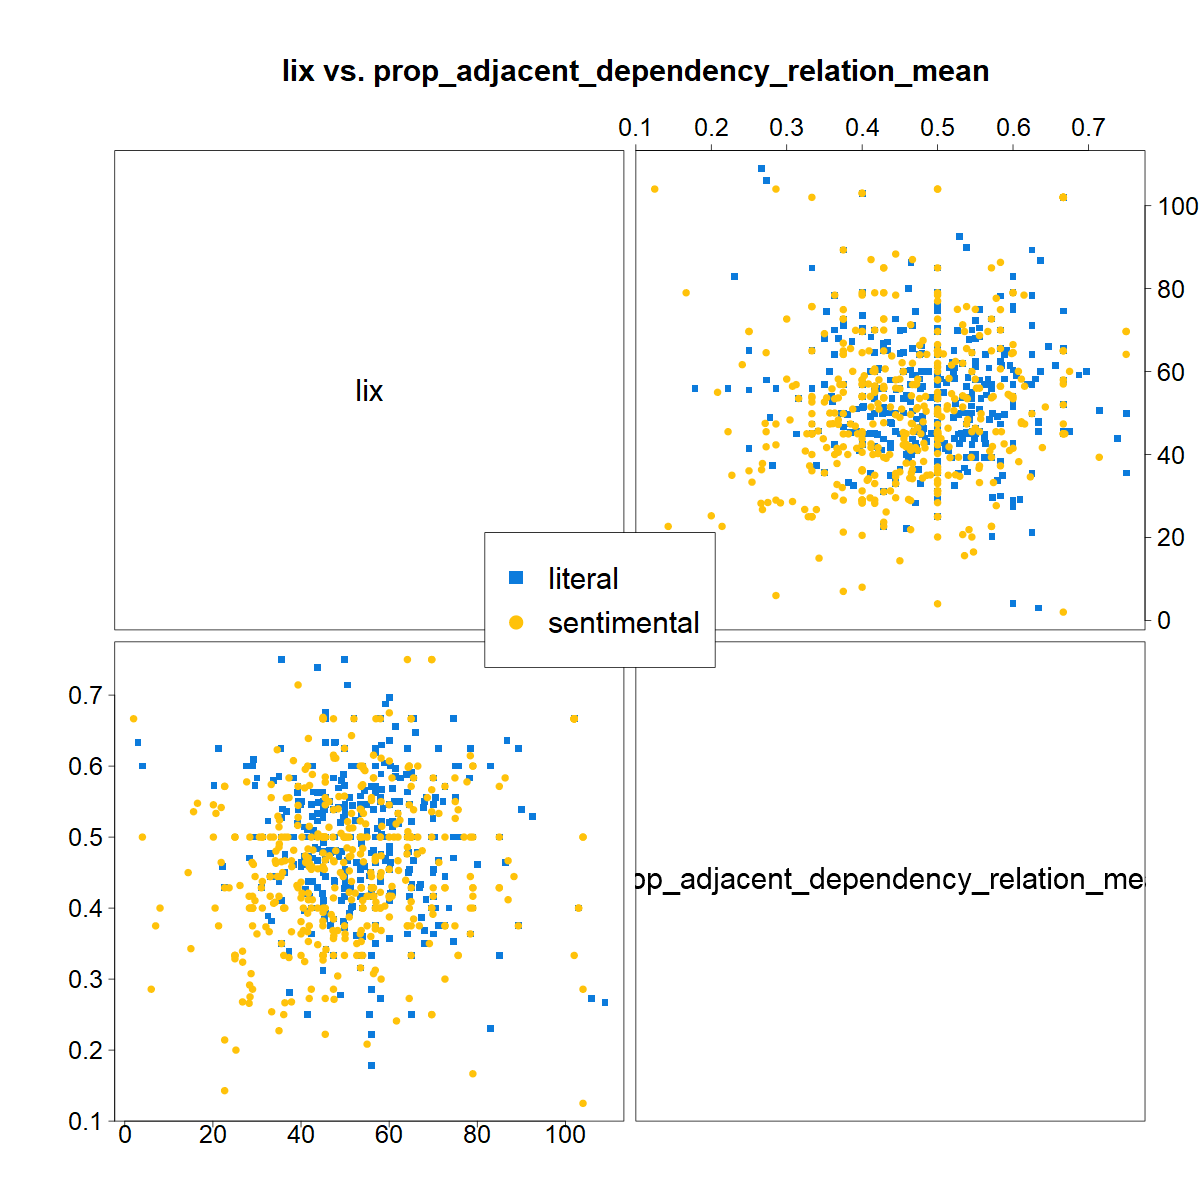 lix vs. prop_adjacent_dependency_relation_mean
0.1 0.2 0.3 0.4 0.5 0.6 0.7
lix
100
80
60
40
20
0
literal
sentimental
0.7
0.6
0.5
0.4
0.3
0.2
0.1
op_adjacent_dependency_relation_me
0 20 40 60 80 100